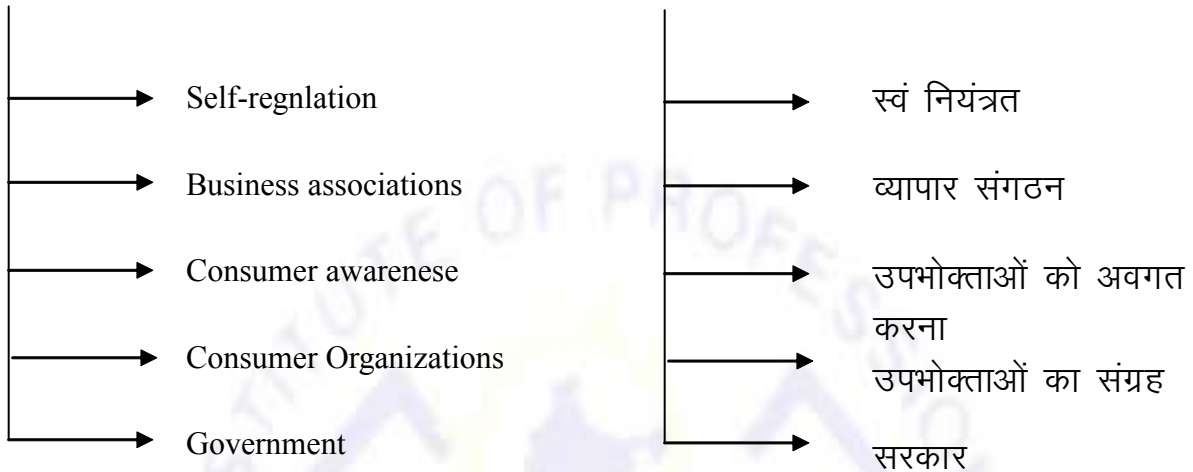 Self-regnlation
Business associations
Consumer awarenese
Consumer Organizations
Government
स्वं नियंत्रत
व्यापार संगठन
उपभोक्ताओं को अवगत
करना
उपभोक्ताओं का संग्रह
सरकार